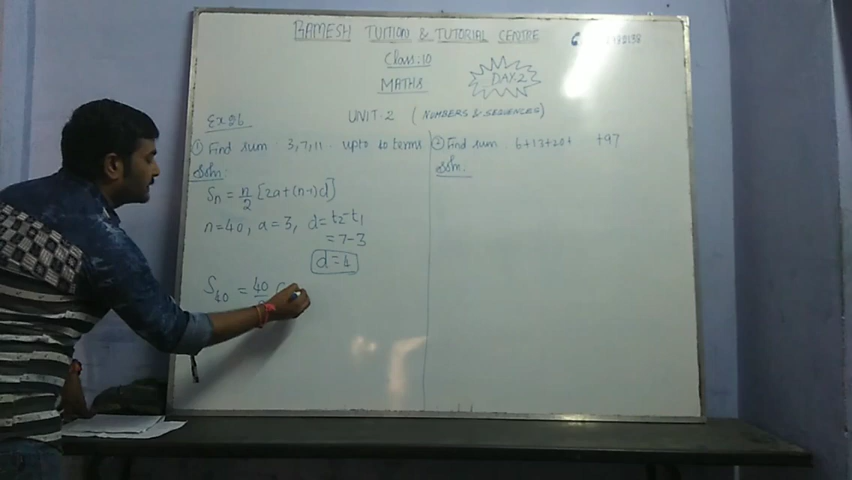 RAMESH TUITION & TUTORIAL CENTRE
Class: 10
MATHS
DAY-2
UNIT-2 (NUMBERS & SEQUENCES)
Ex 2.6
① Find sum 3, 7, 11 .. upto 40 terms
Soln:
Sn = n/2 [2a+(n-1)d]
n=40, a=3, d=t2-t1
=7-3
d=4
S40 = 40
② Find sum 6+13+20+ +97
Soln: